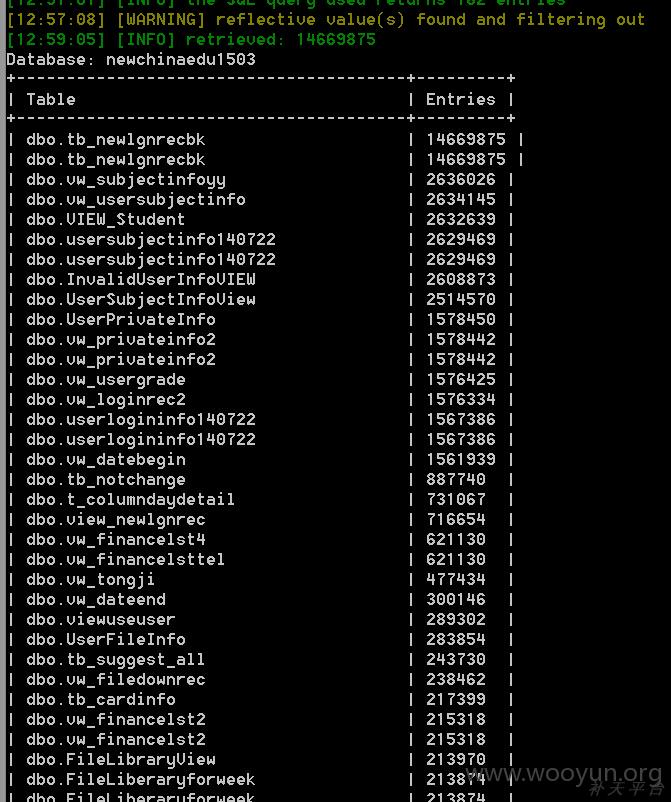 [12:57:01] [INFO] the SQL query used returns 182 entries
[12:57:08] [WARNING] reflective value(s) found and filtering out
[12:59:05] [INFO] retrieved: 14669875
Database: newchinaedu1503
+---------------------------------------+---------+
| Table | Entries |
+---------------------------------------+---------+
| dbo.tb_newlgnrecbk | 14669875 |
| dbo.tb_newlgnrecbk | 14669875 |
| dbo.vw_subjectinfoyy | 2636026 |
| dbo.vw_usersubjectinfo | 2634145 |
| dbo.VIEW_Student | 2632639 |
| dbo.usersubjectinfo140722 | 2629469 |
| dbo.usersubjectinfo140722 | 2629469 |
| dbo.InvalidUserInfoVIEW | 2608873 |
| dbo.UserSubjectInfoView | 2514570 |
| dbo.UserPrivateInfo | 1578450 |
| dbo.vw_privateinfo2 | 1578442 |
| dbo.vw_privateinfo2 | 1578442 |
| dbo.vw_usergrade | 1576425 |
| dbo.vw_loginrec2 | 1576334 |
| dbo.userlogininfo140722 | 1567386 |
| dbo.userlogininfo140722 | 1567386 |
| dbo.vw_datebegin | 1561939 |
| dbo.tb_notchange | 887740 |
| dbo.t_columndaydetail | 731067 |
| dbo.view_newlgnrec | 716654 |
| dbo.vw_financelst4 | 621130 |
| dbo.vw_financelsttel | 621130 |
| dbo.vw_tongji | 477434 |
| dbo.vw_dateend | 300146 |
| dbo.viewuseuser | 289302 |
| dbo.UserFileInfo | 283854 |
| dbo.tb_suggest_all | 243730 |
| dbo.vw_filedownrec | 238462 |
| dbo.tb_cardinfo | 217399 |
| dbo.vw_financelst2 | 215318 |
| dbo.vw_financelst2 | 215318 |
| dbo.FileLibraryView | 213970 |
| dbo.FileLiberaryforweek | 213874 |
| dbo.FileLiberaryforweek | 213874 |
www.wooyun.org
补天平台